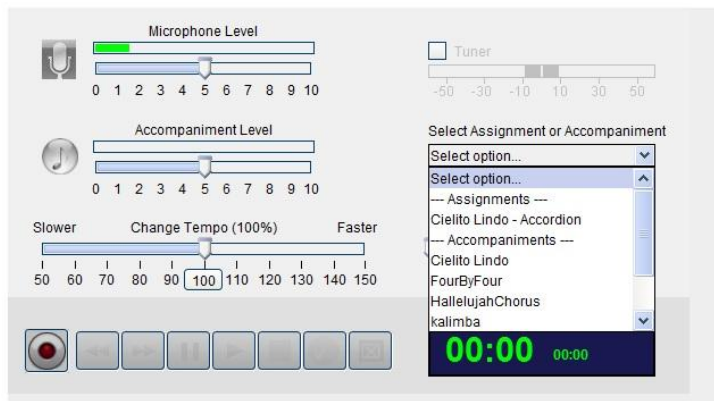 Microphone Level
0 1 2 3 4 5 6 7 8 9 10
Accompaniment Level
0 1 2 3 4 5 6 7 8 9 10
Slower Change Tempo (100%) Faster
50 60 70 80 90 100 110 120 130 140 150
Tuner
-50 -30 -10 10 30 50
Select Assignment or Accompaniment
Select option...
Select option...
--- Assignments ---
Cielito Lindo - Accordion
--- Accompaniments ---
Cielito Lindo
FourByFour
HallelujahChorus
kalimba
00:00 00:00